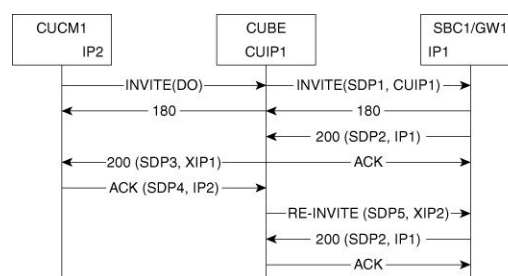 CUCM1
IP2
CUBE
CUIP1
SBC1/GW1
IP1
INVITE(DO)
INVITE(SDP1, CUIP1)
180
180
200 (SDP2, IP1)
200 (SDP3, XIP1)
ACK
ACK (SDP4, IP2)
RE-INVITE (SDP5, XIP2)
200 (SDP2, IP1)
ACK